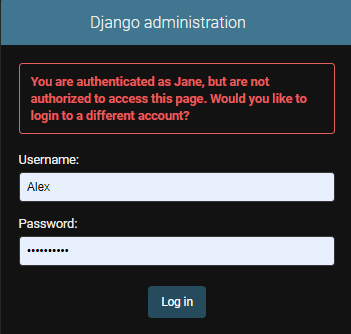 Django administration
You are authenticated as Jane, but are not
authorized to access this page. Would you like to
login to a different account?
Username:
Alex
Password:
••••••••••
Log in